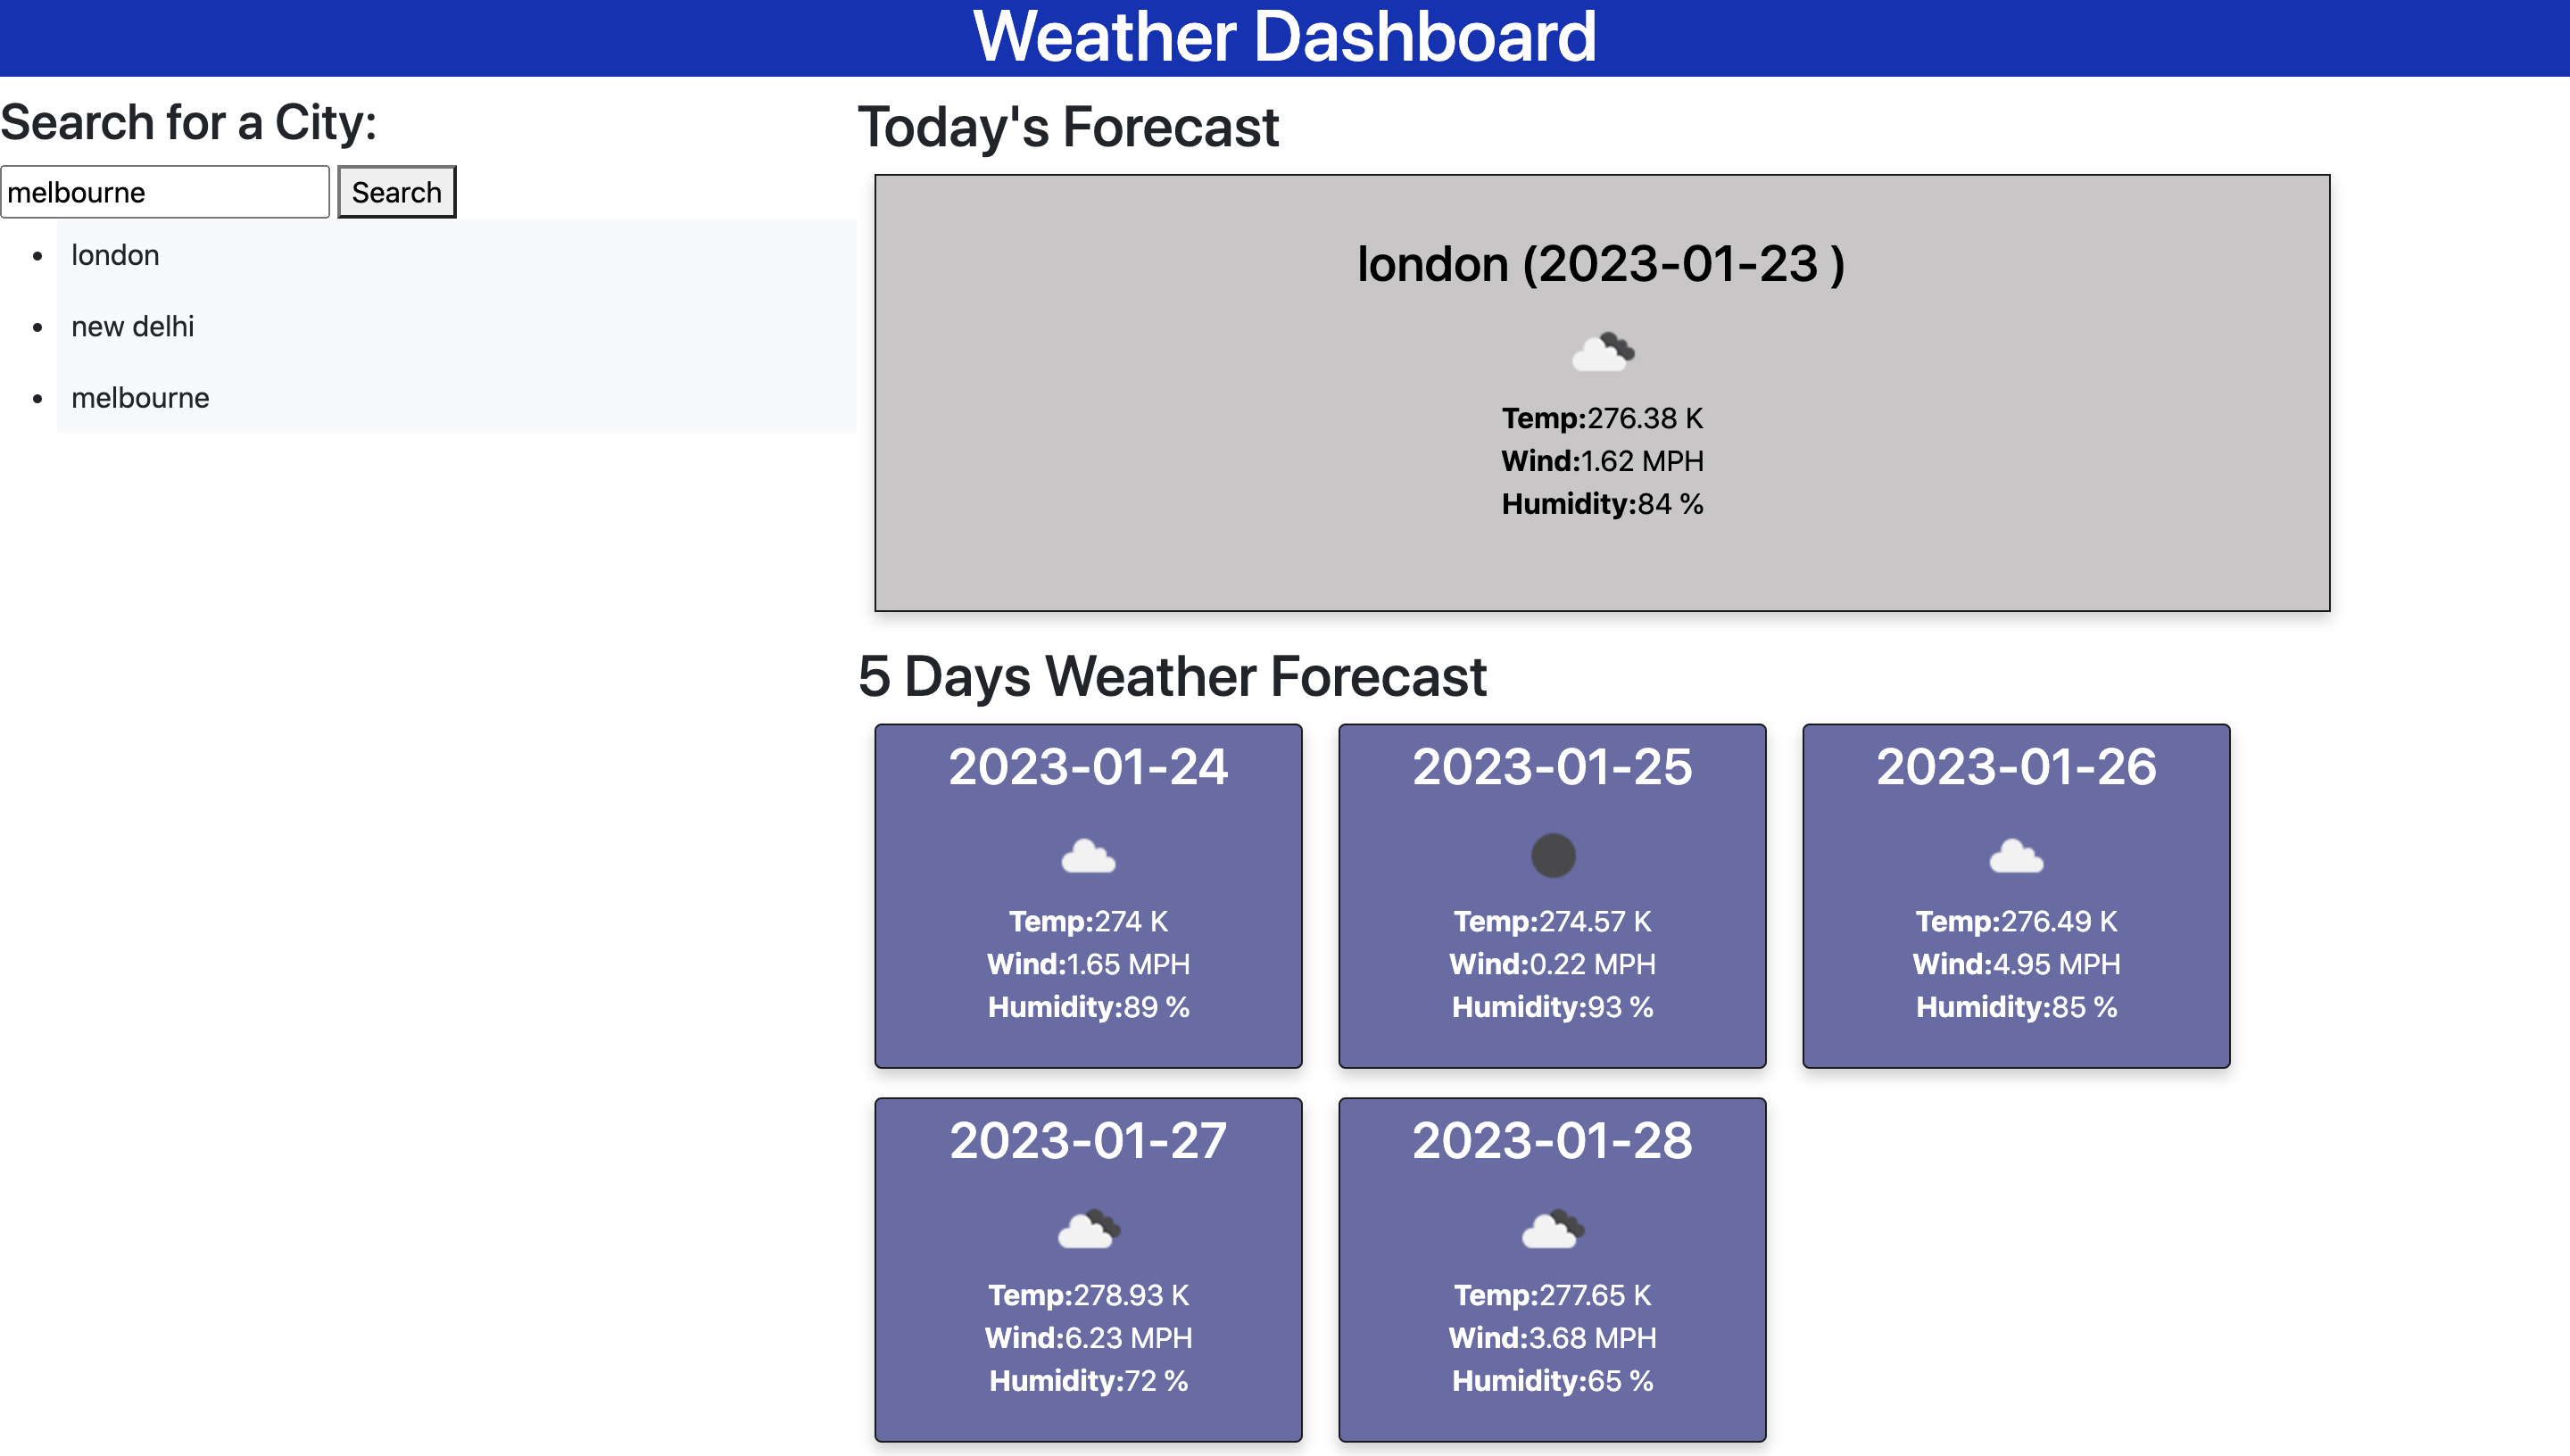 Weather Dashboard
Search for a City:
melbourne Search
• london
• new delhi
• melbourne
Today's Forecast
london (2023-01-23 )
Temp:276.38 K
Wind:1.62 MPH
Humidity:84 %
5 Days Weather Forecast
2023-01-24
Temp:274 K
Wind:1.65 MPH
Humidity:89 %
2023-01-25
Temp:274.57 K
Wind:0.22 MPH
Humidity:93 %
2023-01-26
Temp:276.49 K
Wind:4.95 MPH
Humidity:85 %
2023-01-27
Temp:278.93 K
Wind:6.23 MPH
Humidity:72 %
2023-01-28
Temp:277.65 K
Wind:3.68 MPH
Humidity:65 %